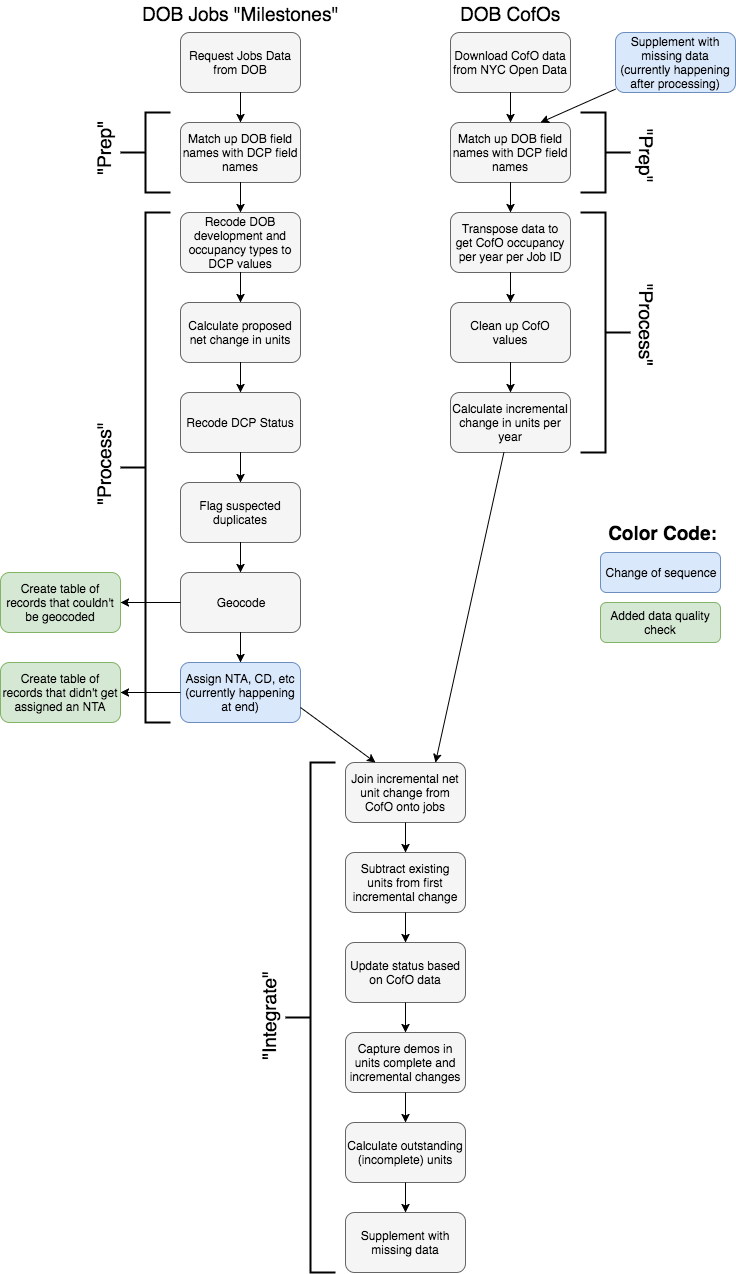 DOB Jobs "Milestones"
Request Jobs Data
from DOB
"Prep"
Match up DOB field
names with DCP field
names
"Process"
Recode DOB
development and
occupancy types to
DCP values
Calculate proposed
net change in units
Recode DCP Status
Flag suspected
duplicates
Geocode
Create table of
records that couldn't
be geocoded
Assign NTA, CD, etc
(currently happening
at end)
Create table of
records that didn't get
assigned an NTA
DOB CofOs
Download CofO data
from NYC Open Data
Supplement with
missing data
(currently happening
after processing)
Match up DOB field
names with DCP field
names
"Prep"
Transpose data to
get CofO occupancy
per year per Job ID
Clean up CofO
values
"Process"
Calculate incremental
change in units per
year
Color Code:
Change of sequence
Added data quality
check
"Integrate"
Join incremental net
unit change from
CofO onto jobs
Subtract existing
units from first
incremental change
Update status based
on CofO data
Capture demos in
units complete and
incremental changes
Calculate outstanding
(incomplete) units
Supplement with
missing data